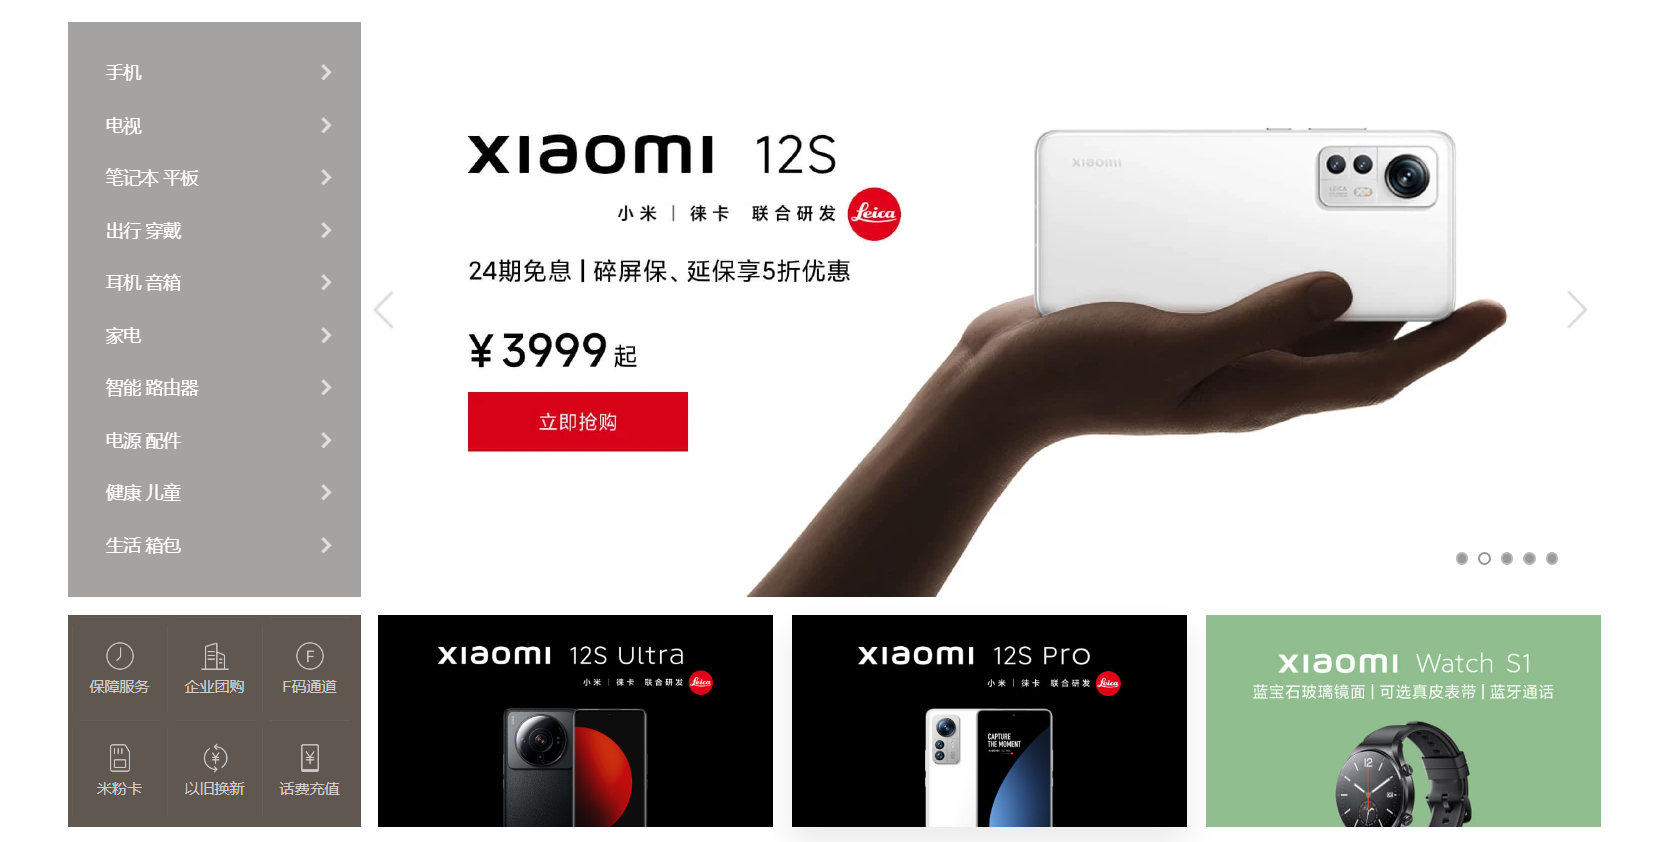 手机
电视
笔记本 平板
出行 穿戴
耳机 音箱
家电
智能 路由器
电源 配件
健康 儿童
生活 箱包
xiaomi 12S
小米 | 徕卡 联合研发 Leica
24期免息 | 碎屏保、延保享5折优惠
¥ 3999 起
立即抢购
xiaomi
LEICA
保障服务
企业团购
F
F码通道
米粉卡
¥
以旧换新
¥
话费充值
xiaomi 12S Ultra
小米 | 徕卡 联合研发 Leica
xiaomi 12S Pro
小米 | 徕卡 联合研发 Leica
CAPTURE
THE MOMENT
xiaomi Watch S1
蓝宝石玻璃镜面 | 可选真皮表带 | 蓝牙通话
12